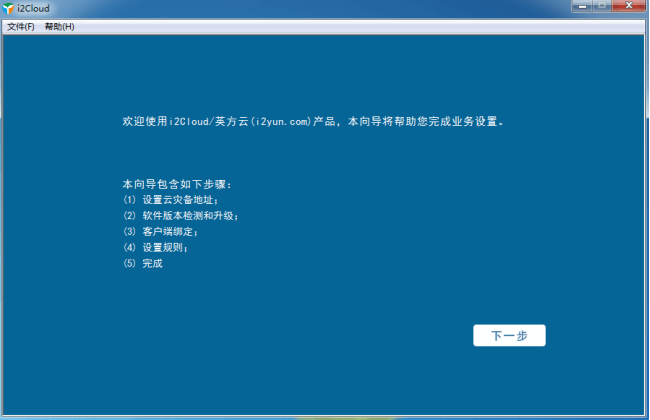 i2Cloud
文件(F) 帮助(H)
欢迎使用i2Cloud/英方云(i2yun.com)产品，本向导将帮助您完成业务设置。
本向导包含如下步骤：
(1) 设置云灾备地址；
(2) 软件版本检测和升级；
(3) 客户端绑定；
(4) 设置规则；
(5) 完成
下一步